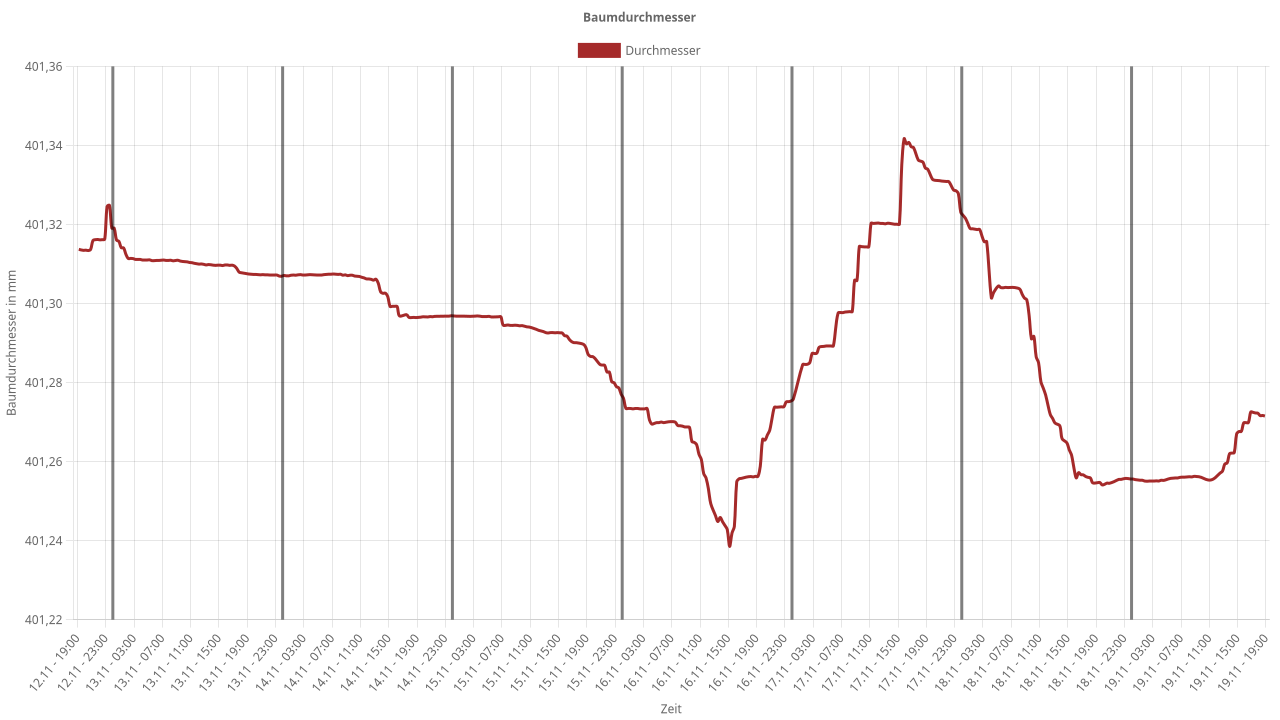 Baumdurchmesser
Durchmesser
401,36
401,34
401,32
401,30
401,28
401,26
401,24
401,22
Baumdurchmesser in mm
12.11 - 19:00
12.11 - 23:00
13.11 - 03:00
13.11 - 07:00
13.11 - 11:00
13.11 - 15:00
13.11 - 19:00
13.11 - 23:00
14.11 - 03:00
14.11 - 07:00
14.11 - 11:00
14.11 - 15:00
14.11 - 19:00
14.11 - 23:00
15.11 - 03:00
15.11 - 07:00
15.11 - 11:00
15.11 - 15:00
15.11 - 19:00
15.11 - 23:00
16.11 - 03:00
16.11 - 07:00
16.11 - 11:00
16.11 - 15:00
16.11 - 19:00
16.11 - 23:00
17.11 - 03:00
17.11 - 07:00
17.11 - 11:00
17.11 - 15:00
17.11 - 19:00
17.11 - 23:00
18.11 - 03:00
18.11 - 07:00
18.11 - 11:00
18.11 - 15:00
18.11 - 19:00
18.11 - 23:00
19.11 - 03:00
19.11 - 07:00
19.11 - 11:00
19.11 - 15:00
19.11 - 19:00
Zeit